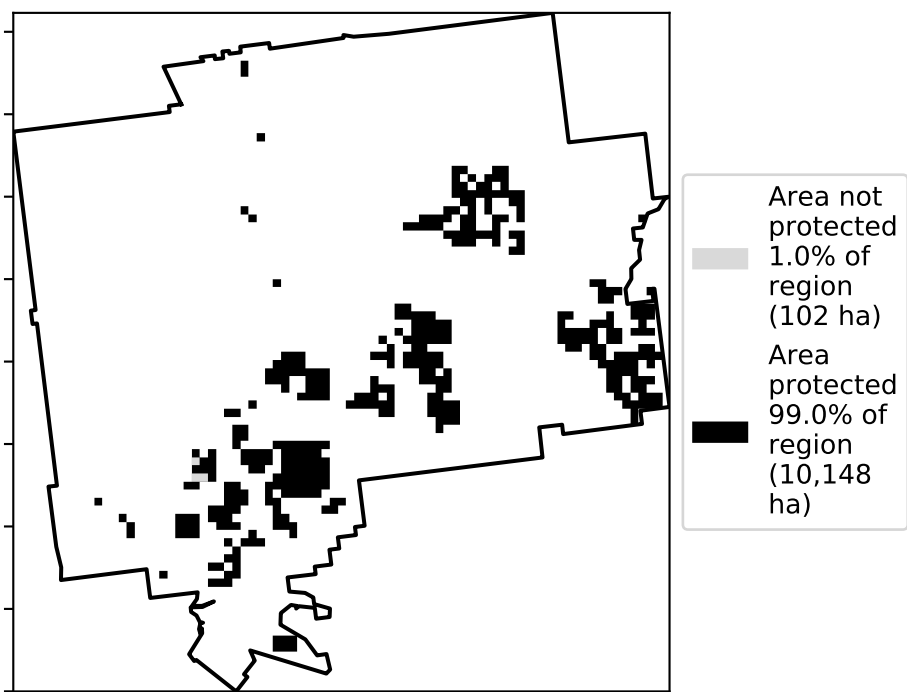 Area not
protected
1.0% of
region
(102 ha)
Area
protected
99.0% of
region
(10,148
ha)